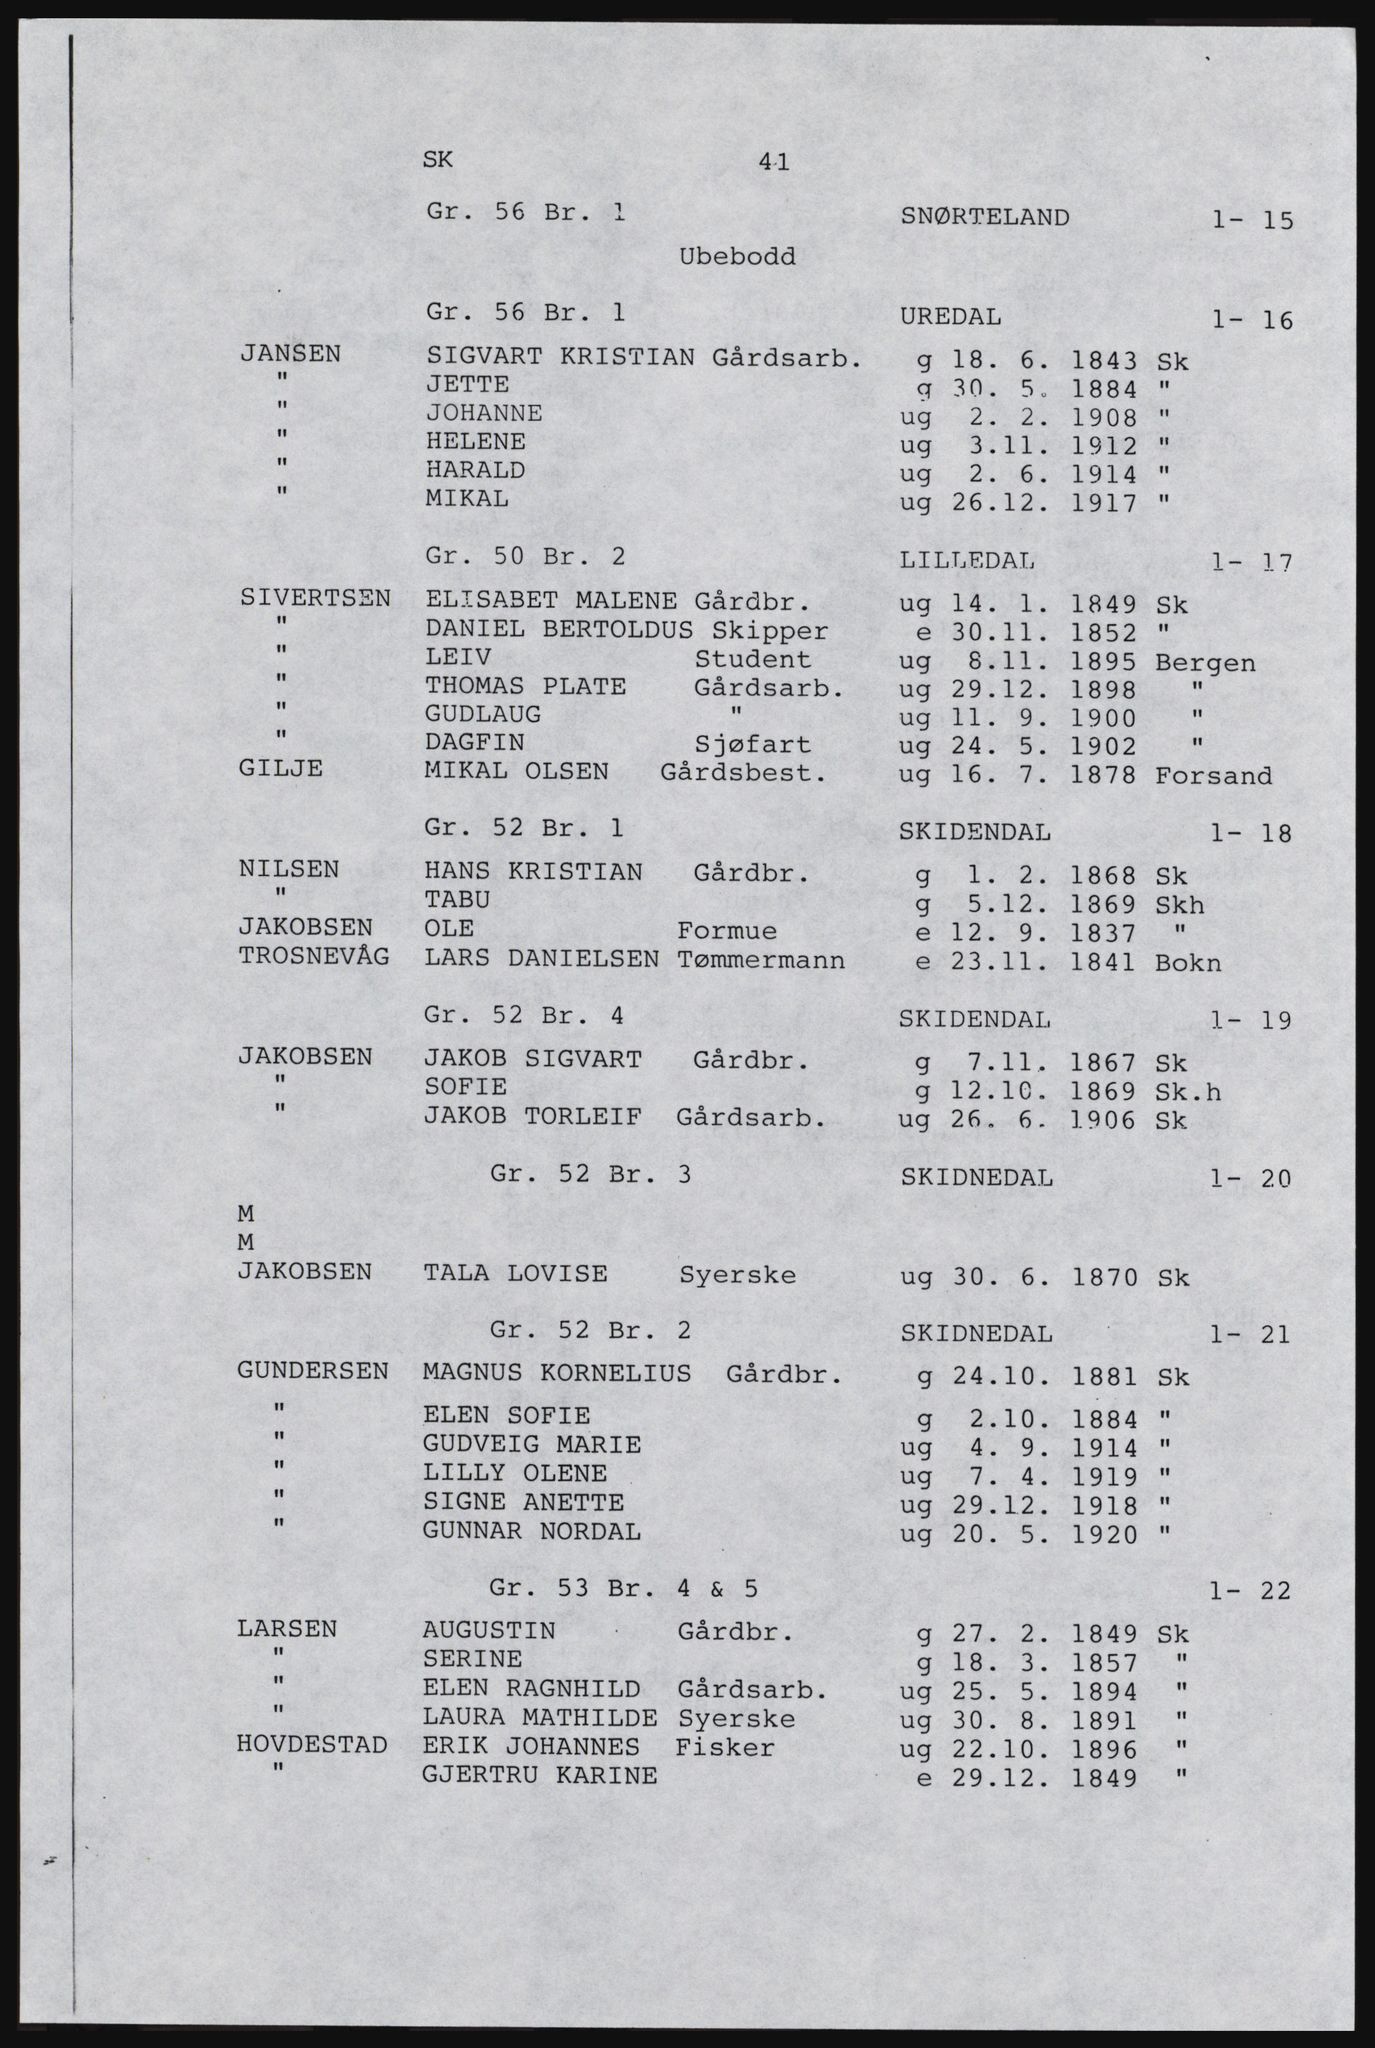 SK 41
Gr. 56 Br. 1 SNØRTELAND 1- 15
Ubebodd
Gr. 56 Br. 1 UREDAL 1- 16
JANSEN SIGVART KRISTIAN Gårdsarb. g 18. 6. 1843 Sk
" JETTE g 30. 5. 1884 "
" JOHANNE ug 2. 2. 1908 "
" HELENE ug 3.11. 1912 "
" HARALD ug 2. 6. 1914 "
" MIKAL ug 26.12. 1917 "
Gr. 50 Br. 2 LILLEDAL 1- 17
SIVERTSEN ELISABET MALENE Gårdbr. ug 14. 1. 1849 Sk
" DANIEL BERTOLDUS Skipper e 30.11. 1852 "
" LEIV Student ug 8.11. 1895 Bergen
" THOMAS PLATE Gårdsarb. ug 29.12. 1898 "
" GUDLAUG " ug 11. 9. 1900 "
" DAGFIN Sjøfart ug 24. 5. 1902 "
GILJE MIKAL OLSEN Gårdsbest. ug 16. 7. 1878 Forsand
Gr. 52 Br. 1 SKIDENDAL 1- 18
NILSEN HANS KRISTIAN Gårdbr. g 1. 2. 1868 Sk
" TABU g 5.12. 1869 Skh
JAKOBSEN OLE Formue e 12. 9. 1837 "
TROSNEVÅG LARS DANIELSEN Tømmermann e 23.11. 1841 Bokn
Gr. 52 Br. 4 SKIDENDAL 1- 19
JAKOBSEN JAKOB SIGVART Gårdbr. g 7.11. 1867 Sk
" SOFIE g 12.10. 1869 Sk.h
" JAKOB TORLEIF Gårdsarb. ug 26. 6. 1906 Sk
Gr. 52 Br. 3 SKIDNEDAL 1- 20
M
M
JAKOBSEN TALA LOVISE Syerske ug 30. 6. 1870 Sk
Gr. 52 Br. 2 SKIDNEDAL 1- 21
GUNDERSEN MAGNUS KORNELIUS Gårdbr. g 24.10. 1881 Sk
" ELEN SOFIE g 2.10. 1884 "
" GUDVEIG MARIE ug 4. 9. 1914 "
" LILLY OLENE ug 7. 4. 1919 "
" SIGNE ANETTE ug 29.12. 1918 "
" GUNNAR NORDAL ug 20. 5. 1920 "
Gr. 53 Br. 4 & 5 1- 22
LARSEN AUGUSTIN Gårdbr. g 27. 2. 1849 Sk
" SERINE g 18. 3. 1857 "
" ELEN RAGNHILD Gårdsarb. ug 25. 5. 1894 "
" LAURA MATHILDE Syerske ug 30. 8. 1891 "
HOVDESTAD ERIK JOHANNES Fisker ug 22.10. 1896 "
" GJERTRU KARINE e 29.12. 1849 "